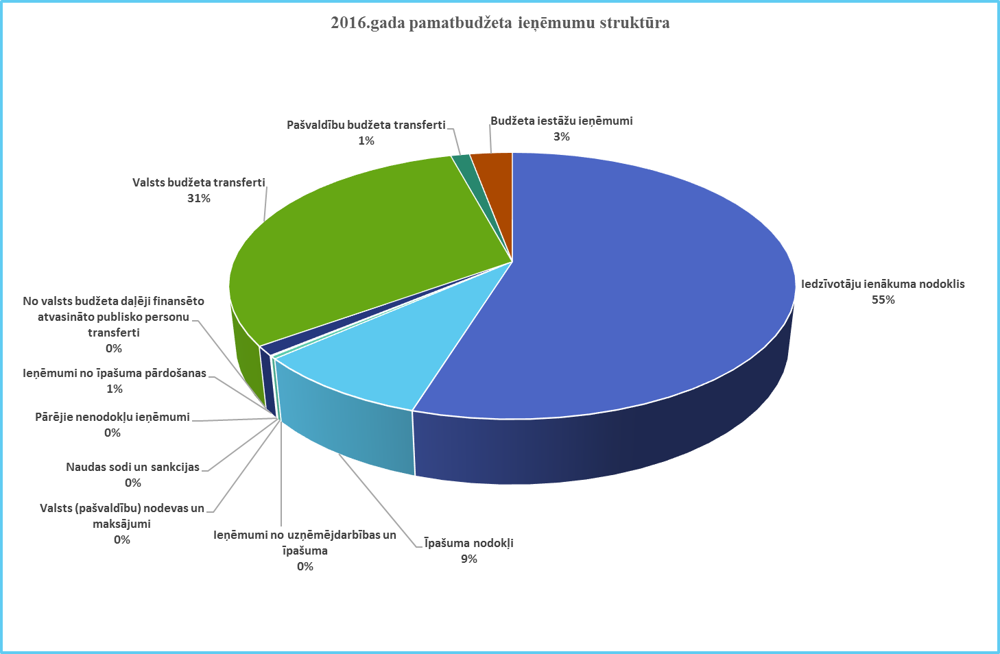 2016.gada pamatbudžeta ieņēmumu struktūra
Pašvaldību budžeta transferti
1%
Budžeta iestāžu ieņēmumi
3%
Valsts budžeta transferti
31%
Iedzīvotāju ienākuma nodoklis
55%
No valsts budžeta daļēji finansēto
atvasināto publisko personu
transferti
0%
Ieņēmumi no īpašuma pārdošanas
1%
Pārējie nenodokļu ieņēmumi
0%
Naudas sodi un sankcijas
0%
Valsts (pašvaldību) nodevas un
maksājumi
0%
Ieņēmumi no uzņēmējdarbības un
īpašuma
0%
Īpašuma nodokļi
9%